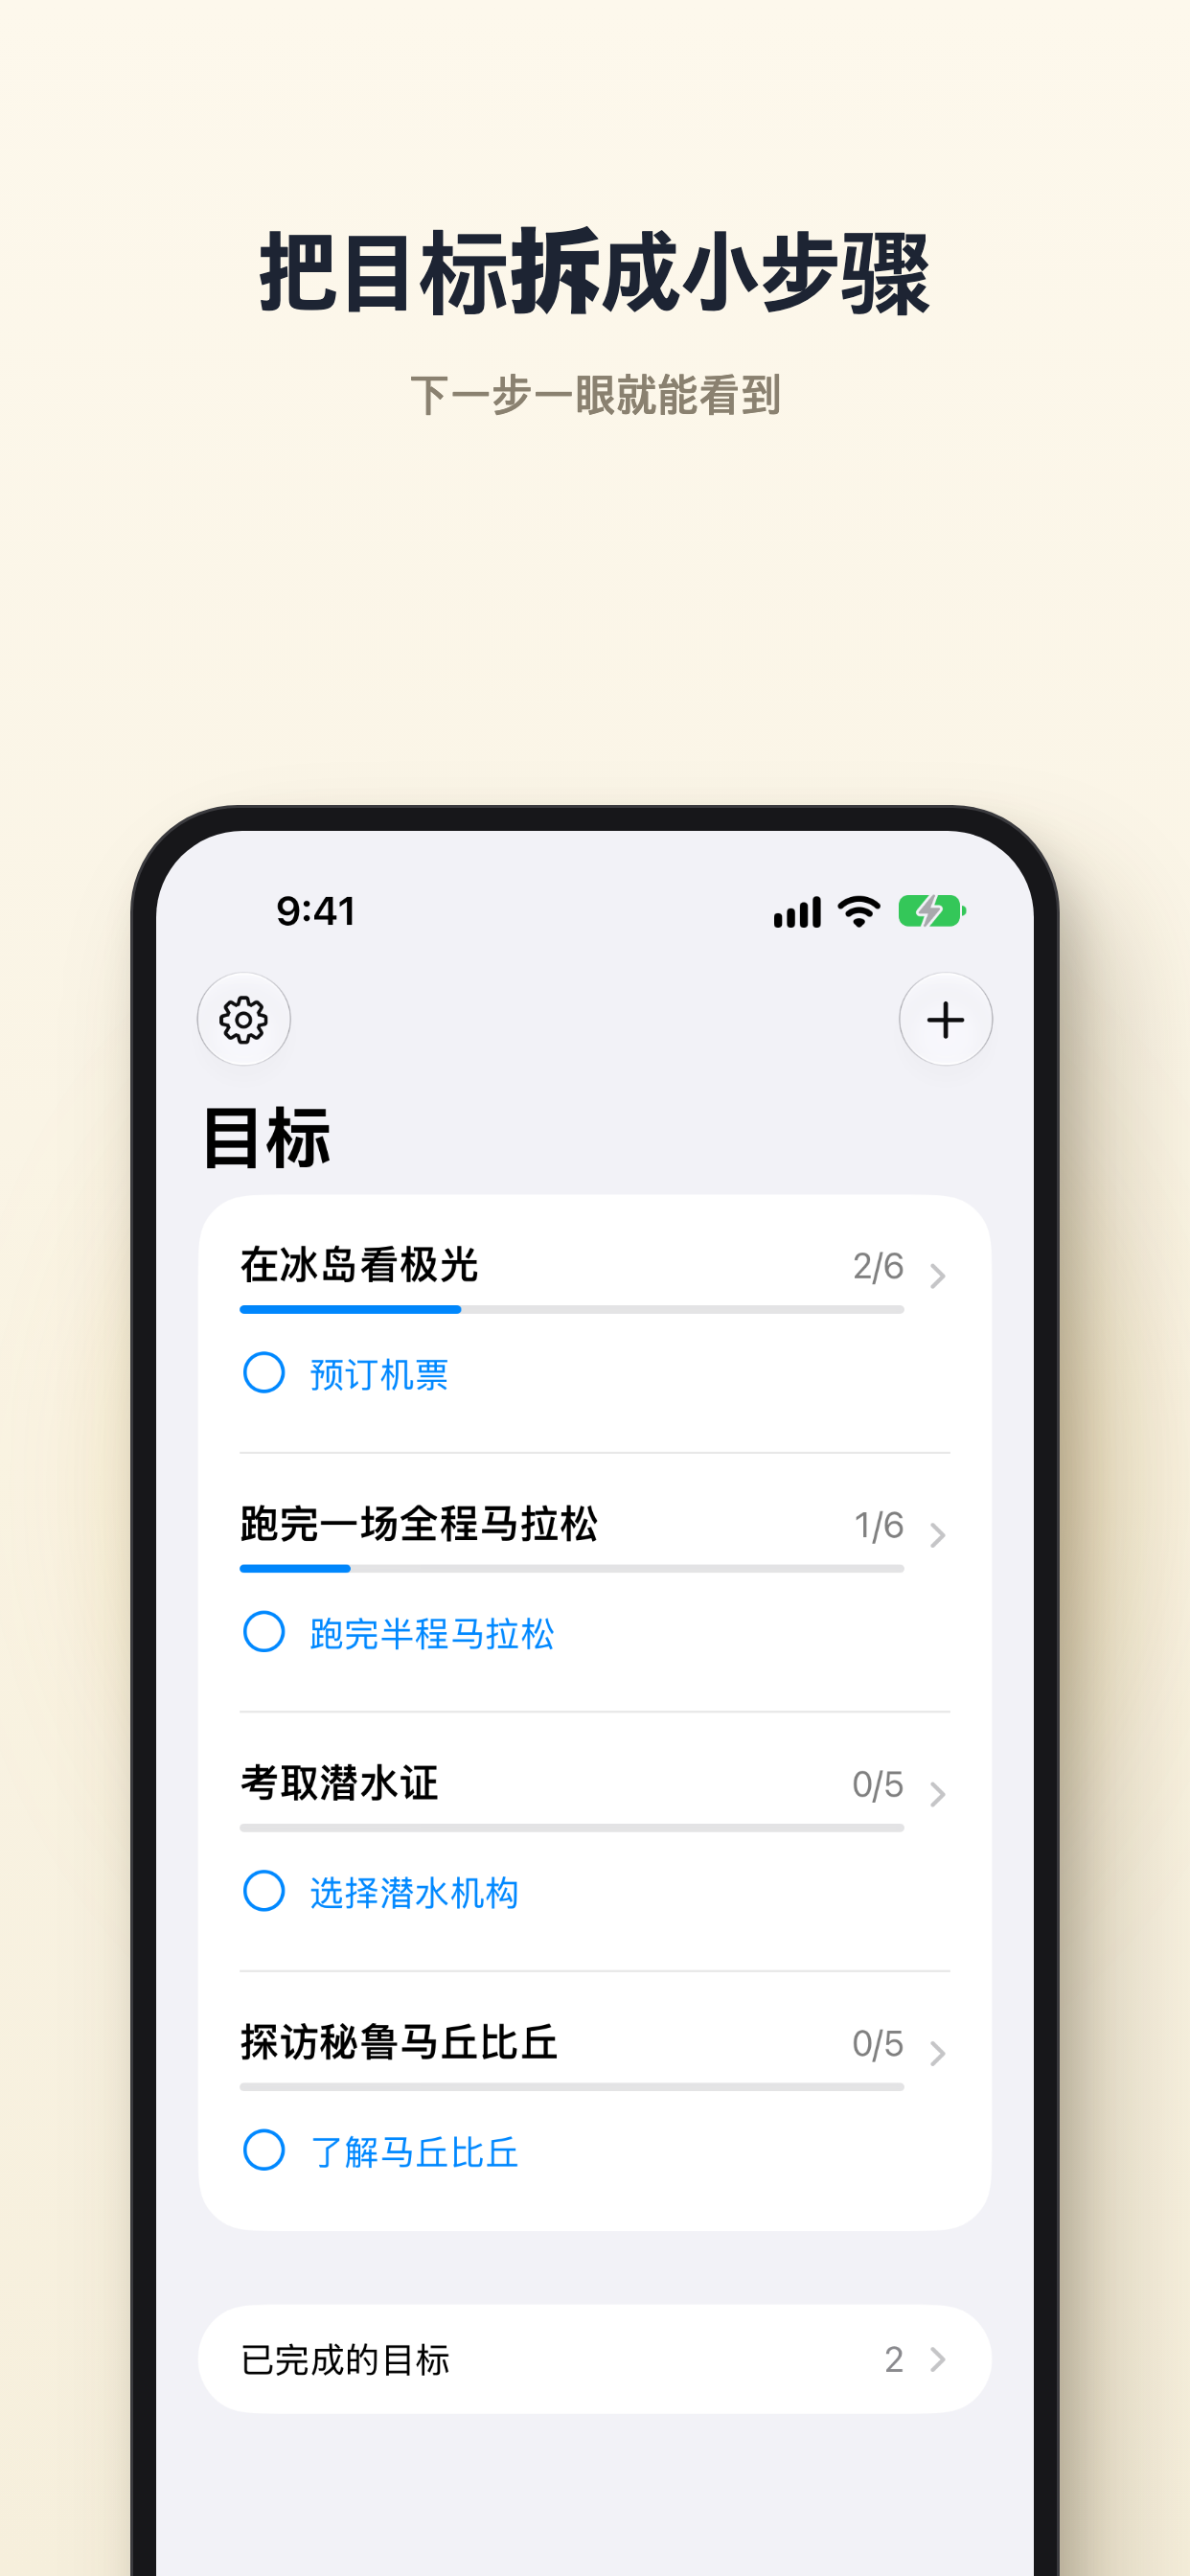 把目标拆成小步骤
下一步一眼就能看到
9:41
目标
在冰岛看极光 2/6
预订机票
跑完一场全程马拉松 1/6
跑完半程马拉松
考取潜水证 0/5
选择潜水机构
探访秘鲁马丘比丘 0/5
了解马丘比丘
已完成的目标 2